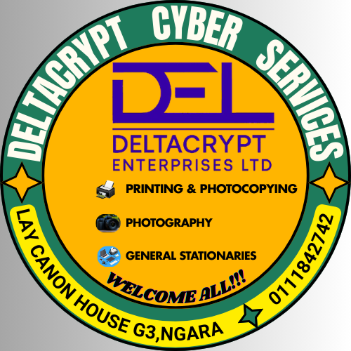 DELTACRYPT CYBER SERVICES
DEL
DELTACRYPT
ENTERPRISES LTD
PRINTING & PHOTOCOPYING
PHOTOGRAPHY
GENERAL STATIONARIES
WELCOME ALL!!!
LAY CANON HOUSE G3,NGARA
0111842742